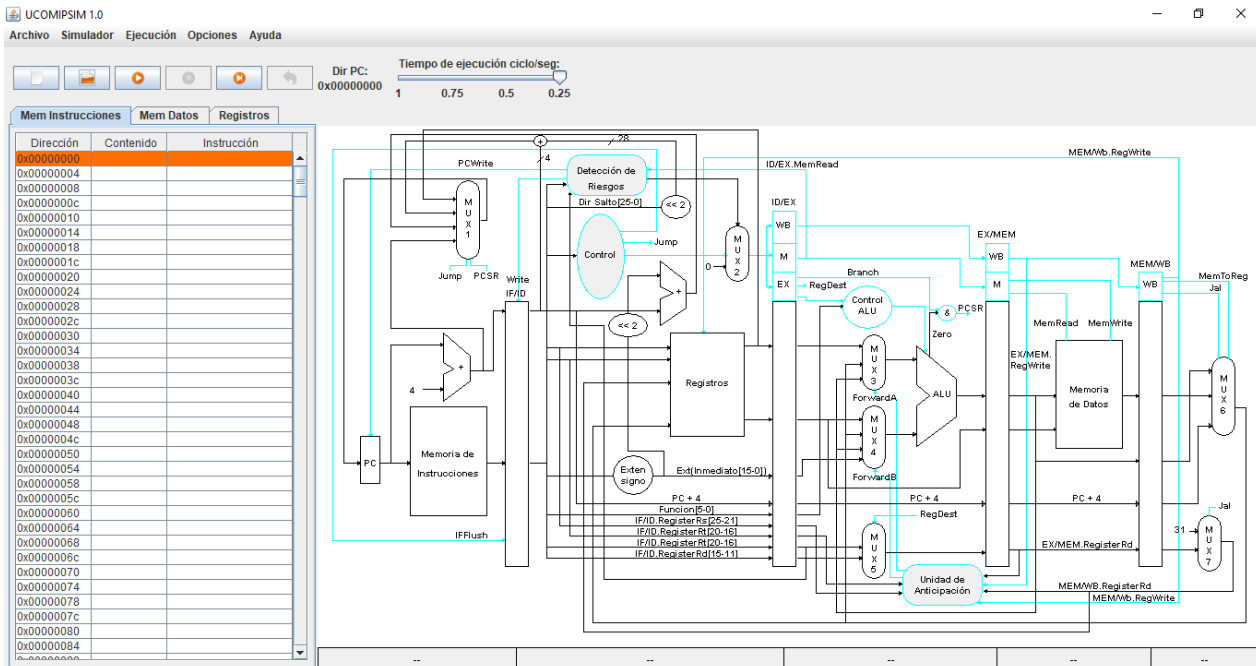 UCOMIPSIM 1.0
Archivo Simulador Ejecución Opciones Ayuda
Dir PC:
0x00000000
Tiempo de ejecución ciclo/seg:
1 0.75 0.5 0.25
Mem Instrucciones Mem Datos Registros
Dirección Contenido Instrucción
0x00000000
0x00000004
0x00000008
0x0000000c
0x00000010
0x00000014
0x00000018
0x0000001c
0x00000020
0x00000024
0x00000028
0x0000002c
0x00000030
0x00000034
0x00000038
0x0000003c
0x00000040
0x00000044
0x00000048
0x0000004c
0x00000050
0x00000054
0x00000058
0x0000005c
0x00000060
0x00000064
0x00000068
0x0000006c
0x00000070
0x00000074
0x00000078
0x0000007c
0x00000080
0x00000084
+
28
4
PCWrite
Detección de
Riesgos
ID/EX.MemRead
MEM/Wb.RegWrite
Dir Salto[25-0]
<< 2
MUX1
Jump PCSR
Control
Jump
0
MUX2
ID/EX
WB
M
EX
RegDest
Branch
Control
ALU
&
PCSR
Zero
EX/MEM
WB
M
MEM/WB
WB
MemToReg
Jal
Write
IF/ID
+
<< 2
+
4
Registros
MUX3
ForwardA
MUX4
ForwardB
ALU
MemRead MemWrite
EX/MEM.
RegWrite
Memoria
de Datos
MUX6
PC
Memoria de
Instrucciones
Exten
signo
Ext(Inmediato[15-0])
PC + 4
PC + 4
PC + 4
Funcion[5-0]
IF/ID.RegisterRs[25-21]
IF/ID.RegisterRt[20-16]
IF/ID.RegisterRt[20-16]
IF/ID.RegisterRd[15-11]
IFFlush
RegDest
MUX5
Jal
31
MUX7
EX/MEM.RegisterRd
Unidad de
Anticipación
MEM/WB.RegisterRd
MEM/Wb.RegWrite
-- -- -- -- --